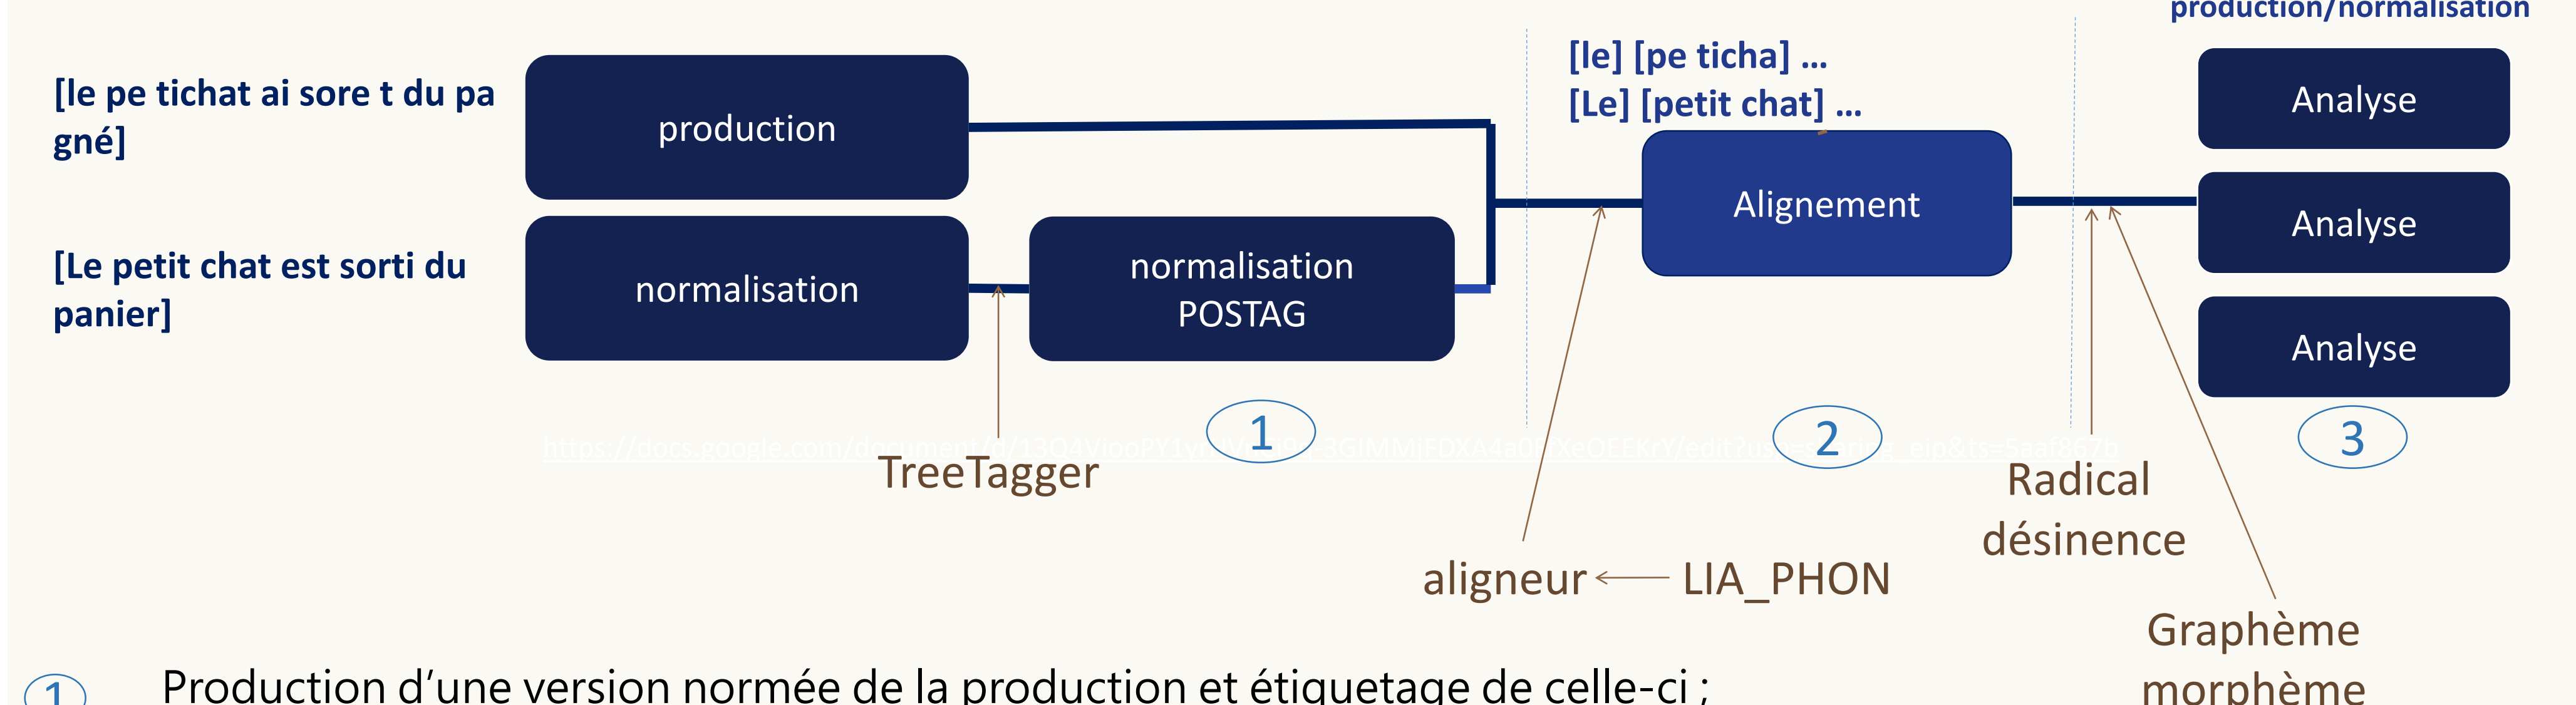 production/normalisation
[le pe tichat ai sore t du pa
gné]
production
[le] [pe ticha] ...
[Le] [petit chat] ...
Alignement
Analyse
Analyse
Analyse
[Le petit chat est sorti du
panier]
normalisation
normalisation
POSTAG
1
2
3
TreeTagger
Radical
désinence
aligneur
LIA_PHON
Graphème
morphème
1
Production d’une version normée de la production et étiquetage de celle-ci ;